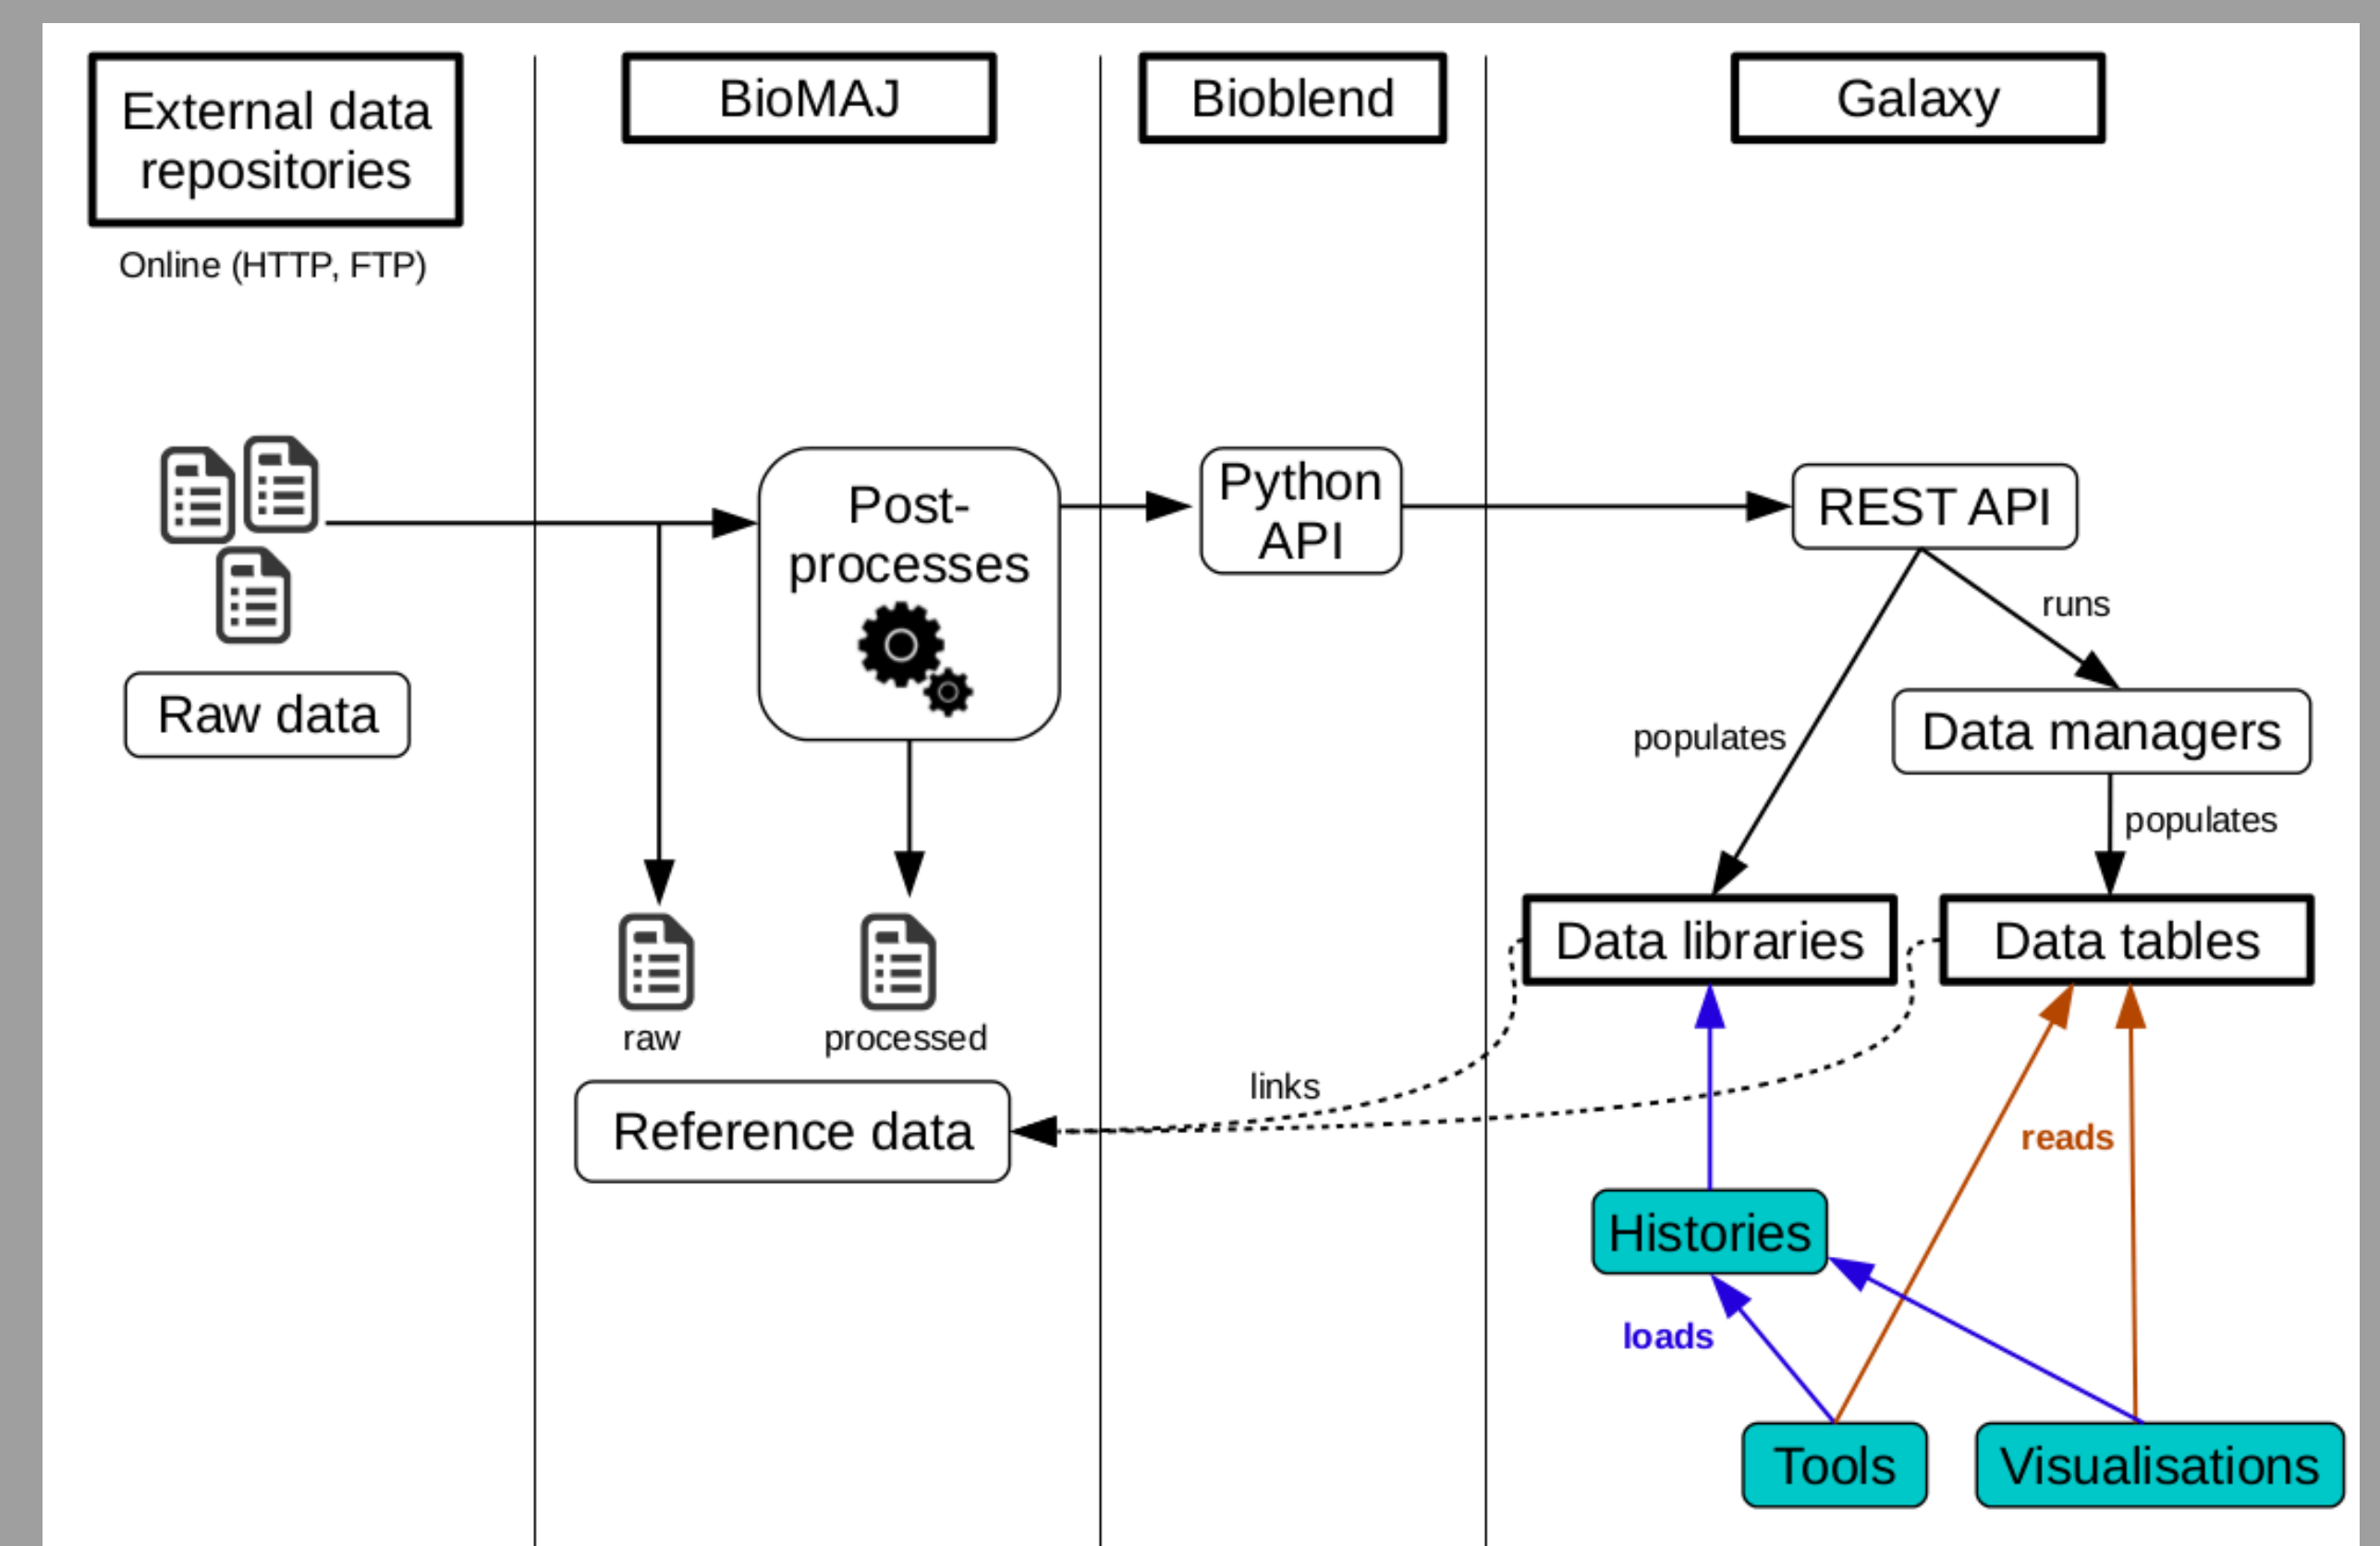 External data
repositories
Online (HTTP, FTP)
BioMAJ
Bioblend
Galaxy
Raw data
Post-
processes
Python
API
REST API
runs
populates
Data managers
populates
Data libraries
Data tables
raw
processed
Reference data
links
reads
Histories
loads
Tools
Visualisations